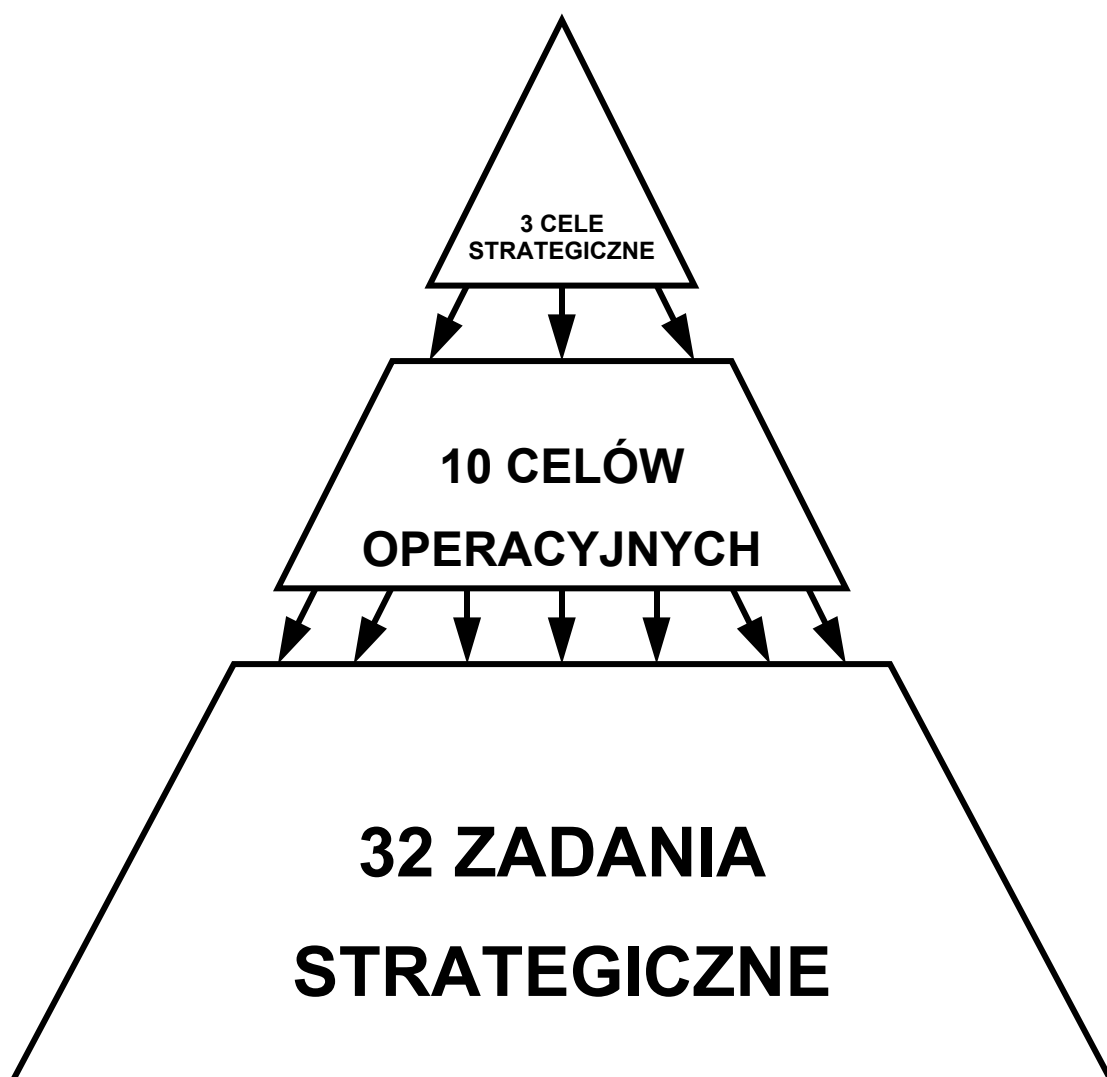 3 CELE
STRATEGICZNE
10 CELÓW
OPERACYJNYCH
32 ZADANIA
STRATEGICZNE